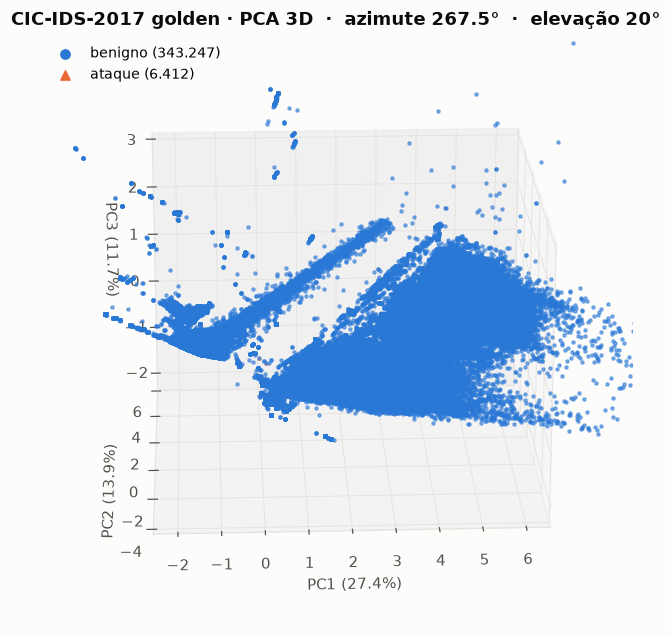 CIC-IDS-2017 golden · PCA 3D · azimute 267.5° · elevação 20°
benigno (343.247)
ataque (6.412)
3
2
1
0
−1
−2
PC3 (11.7%)
6
4
2
0
−2
−4
PC2 (13.9%)
−2 −1 0 1 2 3 4 5 6
PC1 (27.4%)